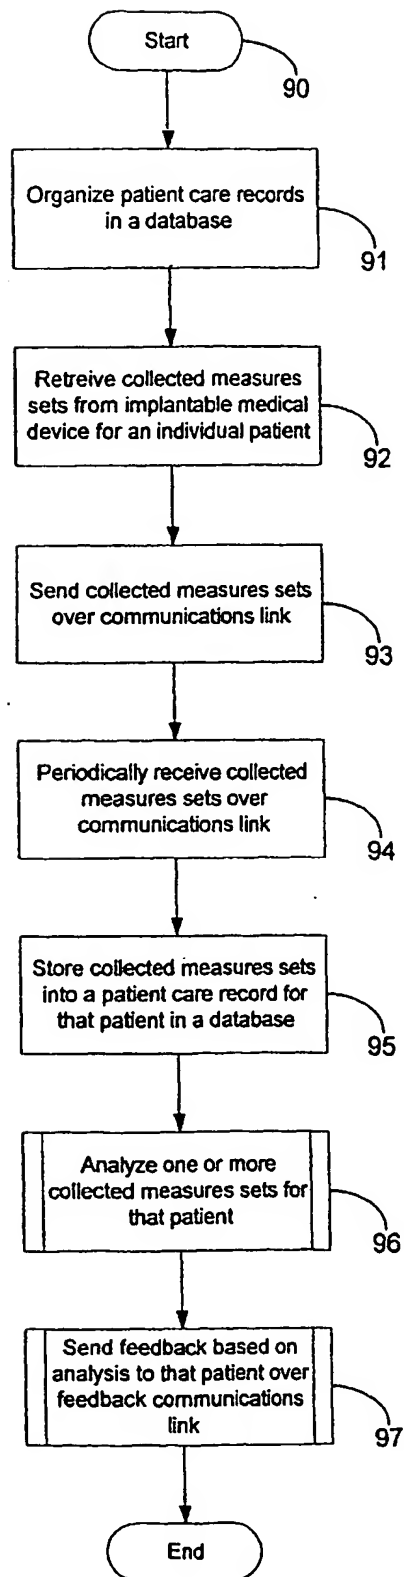 Start
90
Organize patient care records
in a database
91
Retreive collected measures
sets from implantable medical
device for an individual patient
92
Send collected measures sets
over communications link
93
Periodically receive collected
measures sets over
communications link
94
Store collected measures sets
into a patient care record for
that patient in a database
95
Analyze one or more
collected measures sets for
that patient
96
Send feedback based on
analysis to that patient over
feedback communications
link
97
End